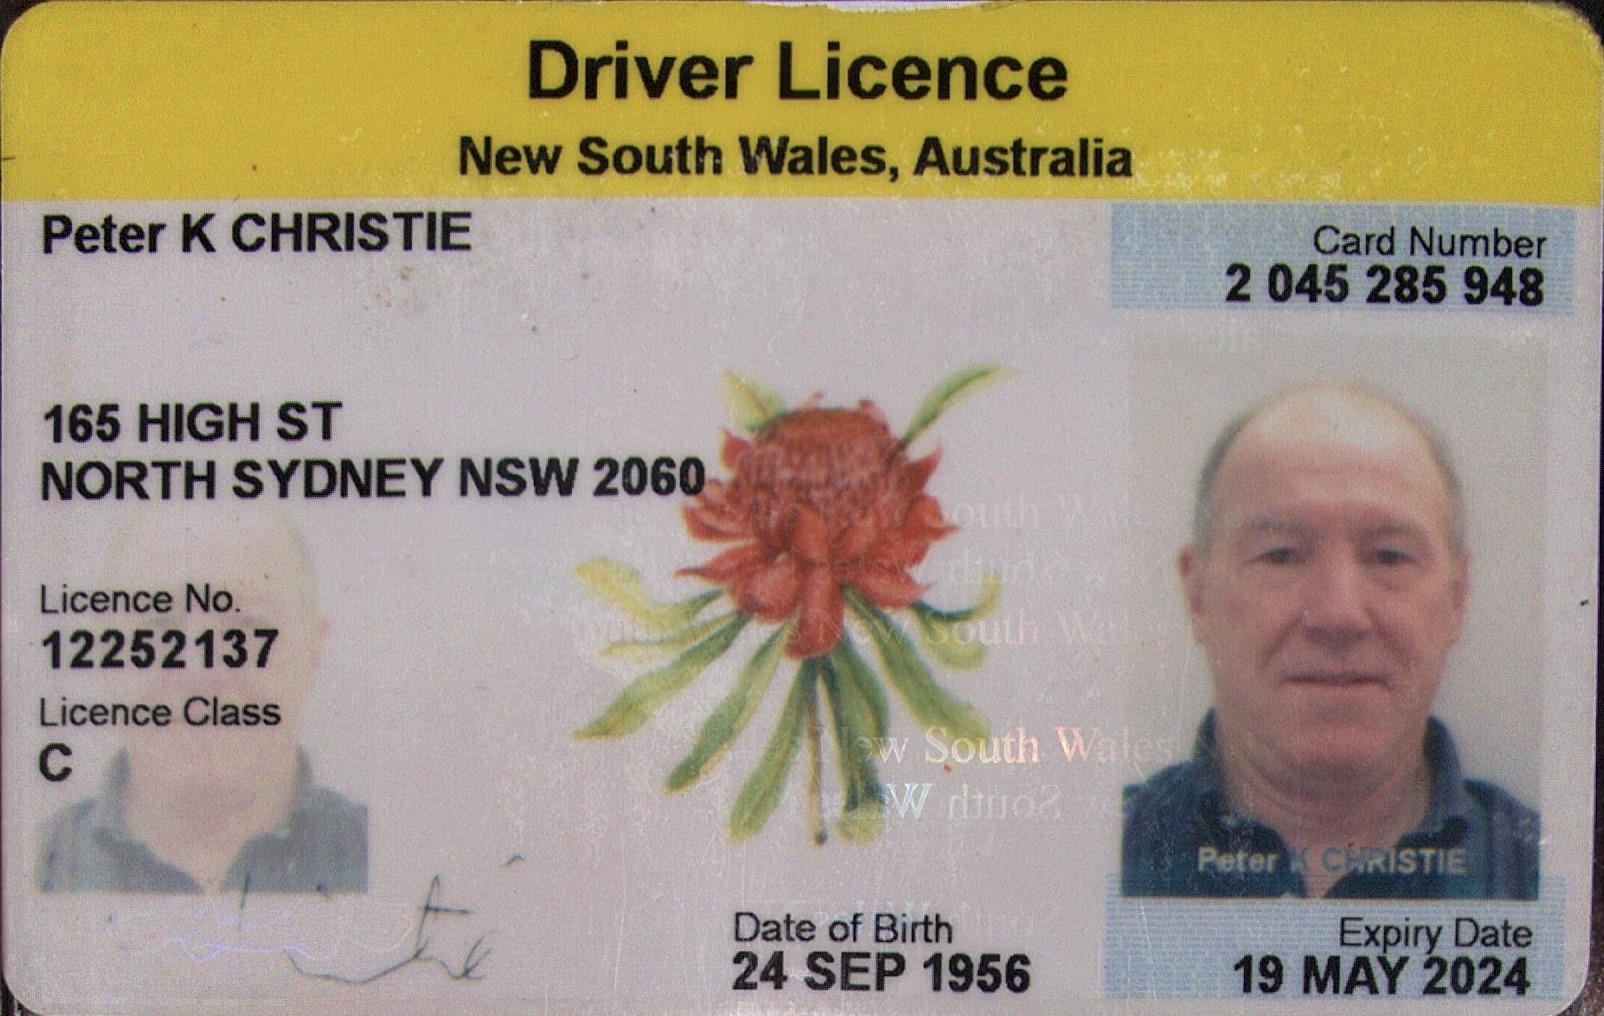 Driver Licence
New South Wales, Australia
Peter K CHRISTIE
Card Number
2 045 285 948
165 HIGH ST
NORTH SYDNEY NSW 2060
Licence No.
12252137
Licence Class
C
New South Wales
New South Wales
New South Wales
Peter K CHRISTIE
Date of Birth
24 SEP 1956
Expiry Date
19 MAY 2024